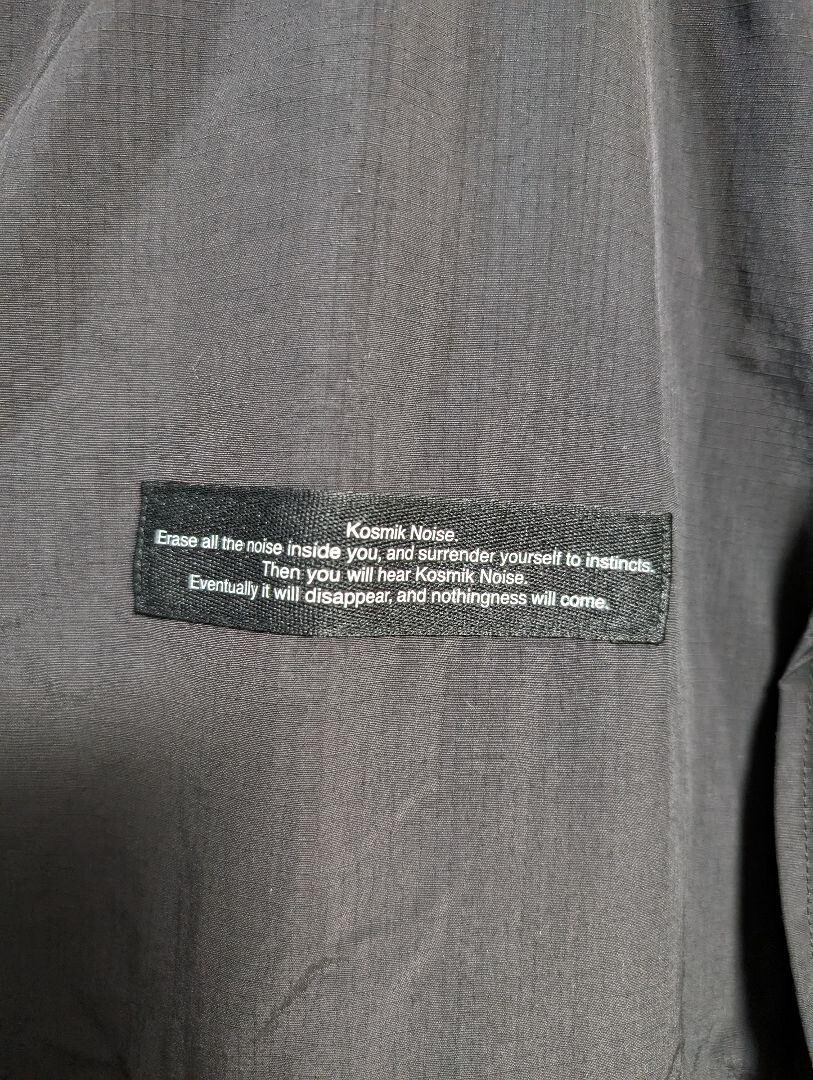 Kosmik Noise.
Erase all the noise inside you, and surrender yourself to instincts.
Then you will hear Kosmik Noise.
Eventually it will disappear, and nothingness will come.